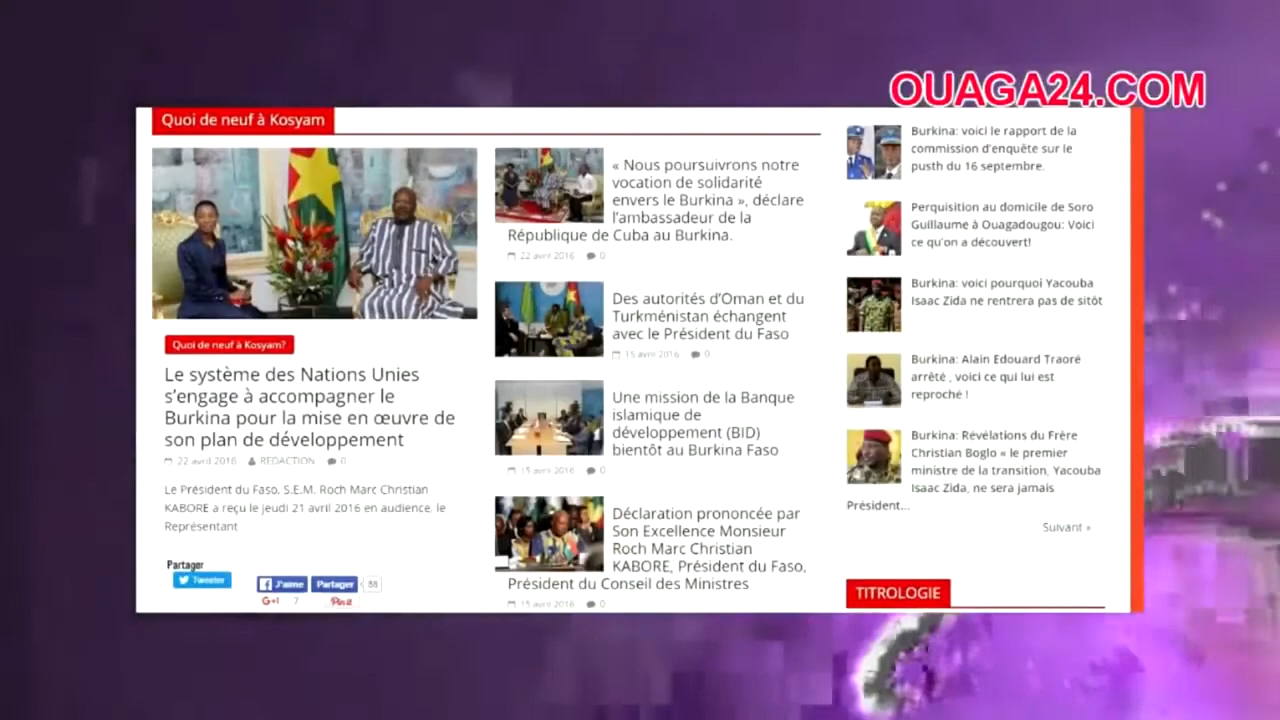 OUAGA24.COM
Quoi de neuf à Kosyam
Quoi de neuf à Kosyam?
Le système des Nations Unies
s'engage à accompagner le
Burkina pour la mise en œuvre de
son plan de développement
22 avril 2016 REDACTION 0
Le Président du Faso, S.E.M. Roch Marc Christian
KABORE a reçu le jeudi 21 avril 2016 en audience, le
Représentant
Partager
Tweeter
J'aime Partager 88
G+1 7 Pin it
« Nous poursuivrons notre
vocation de solidarité
envers le Burkina », déclare
l'ambassadeur de la
République de Cuba au Burkina.
22 avril 2016 0
Des autorités d'Oman et du
Turkménistan échangent
avec le Président du Faso
15 avril 2016 0
Une mission de la Banque
islamique de
développement (BID)
bientôt au Burkina Faso
15 avril 2016 0
Déclaration prononcée par
Son Excellence Monsieur
Roch Marc Christian
KABORE, Président du Faso,
Président du Conseil des Ministres
15 avril 2016 0
Burkina: voici le rapport de la
commission d'enquête sur le
pusth du 16 septembre.
Perquisition au domicile de Soro
Guillaume à Ouagadougou: Voici
ce qu'on a découvert!
Burkina: voici pourquoi Yacouba
Isaac Zida ne rentrera pas de sitôt
Burkina: Alain Edouard Traoré
arrêté , voici ce qui lui est
reproché !
Burkina: Révélations du Frère
Christian Boglo « le premier
ministre de la transition, Yacouba
Isaac Zida, ne sera jamais
Président...
Suivant »
TITROLOGIE